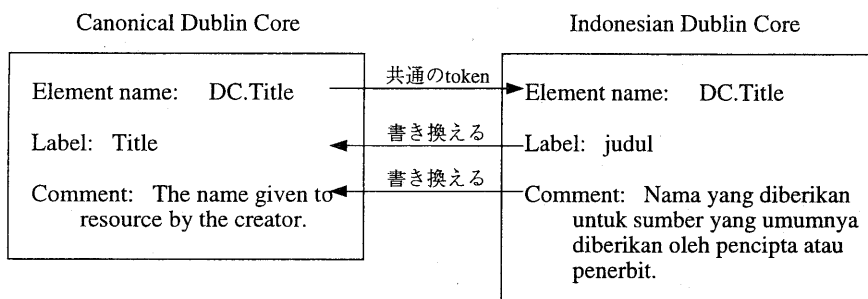 Canonical Dublin Core
Indonesian Dublin Core
Element name: DC.Title
共通のtoken
Element name: DC.Title
Label: Title
書き換える
Label: judul
Comment: The name given to
resource by the creator.
書き換える
Comment: Nama yang diberikan
untuk sumber yang umumnya
diberikan oleh pencipta atau
penerbit.